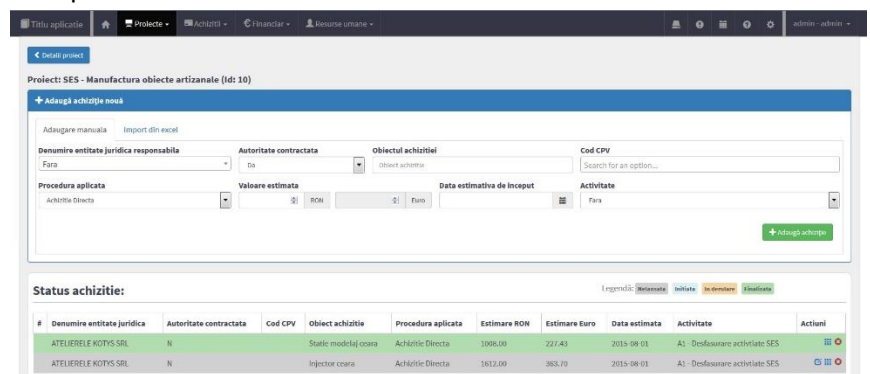 Titlu aplicatie Proiecte Achizitii Financiar Resurse umane admin - admin
Detalii proiect
Proiect: SES - Manufactura obiecte artizanale (Id: 10)
Adaugă achiziție nouă
Adaugare manuala Import din excel
Denumire entitate juridica responsabila Autoritate contractata Obiectul achizitiei Cod CPV
Fara Da Obiect achizitie Search for an option...
Procedura aplicata Valoare estimata Data estimativa de inceput Activitate
Achizitie Directa RON Euro Fara
Adaugă achiziție
Status achizitie: Legendă: Initiata In derulare Finalizata
# Denumire entitate juridica Autoritate contractata Cod CPV Obiect achizitie Procedura aplicata Estimare RON Estimare Euro Data estimata Activitate Actiuni
ATELIERELE KOTYS SRL N Statie modelaj ceara Achizitie Directa 1008.00 227.43 2015-08-01 A1 - Desfasurare activtiate SES
ATELIERELE KOTYS SRL N Injector ceara Achizitie Directa 1612.00 363.70 2015-08-01 A1 - Desfasurare activtiate SES